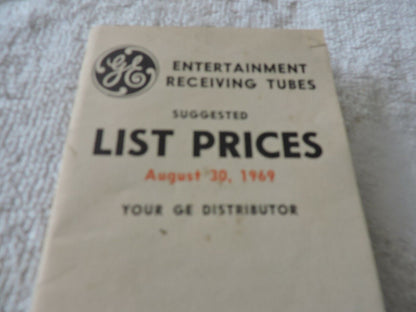 GE
ENTERTAINMENT
RECEIVING TUBES
SUGGESTED
LIST PRICES
August 30, 1969
YOUR GE DISTRIBUTOR